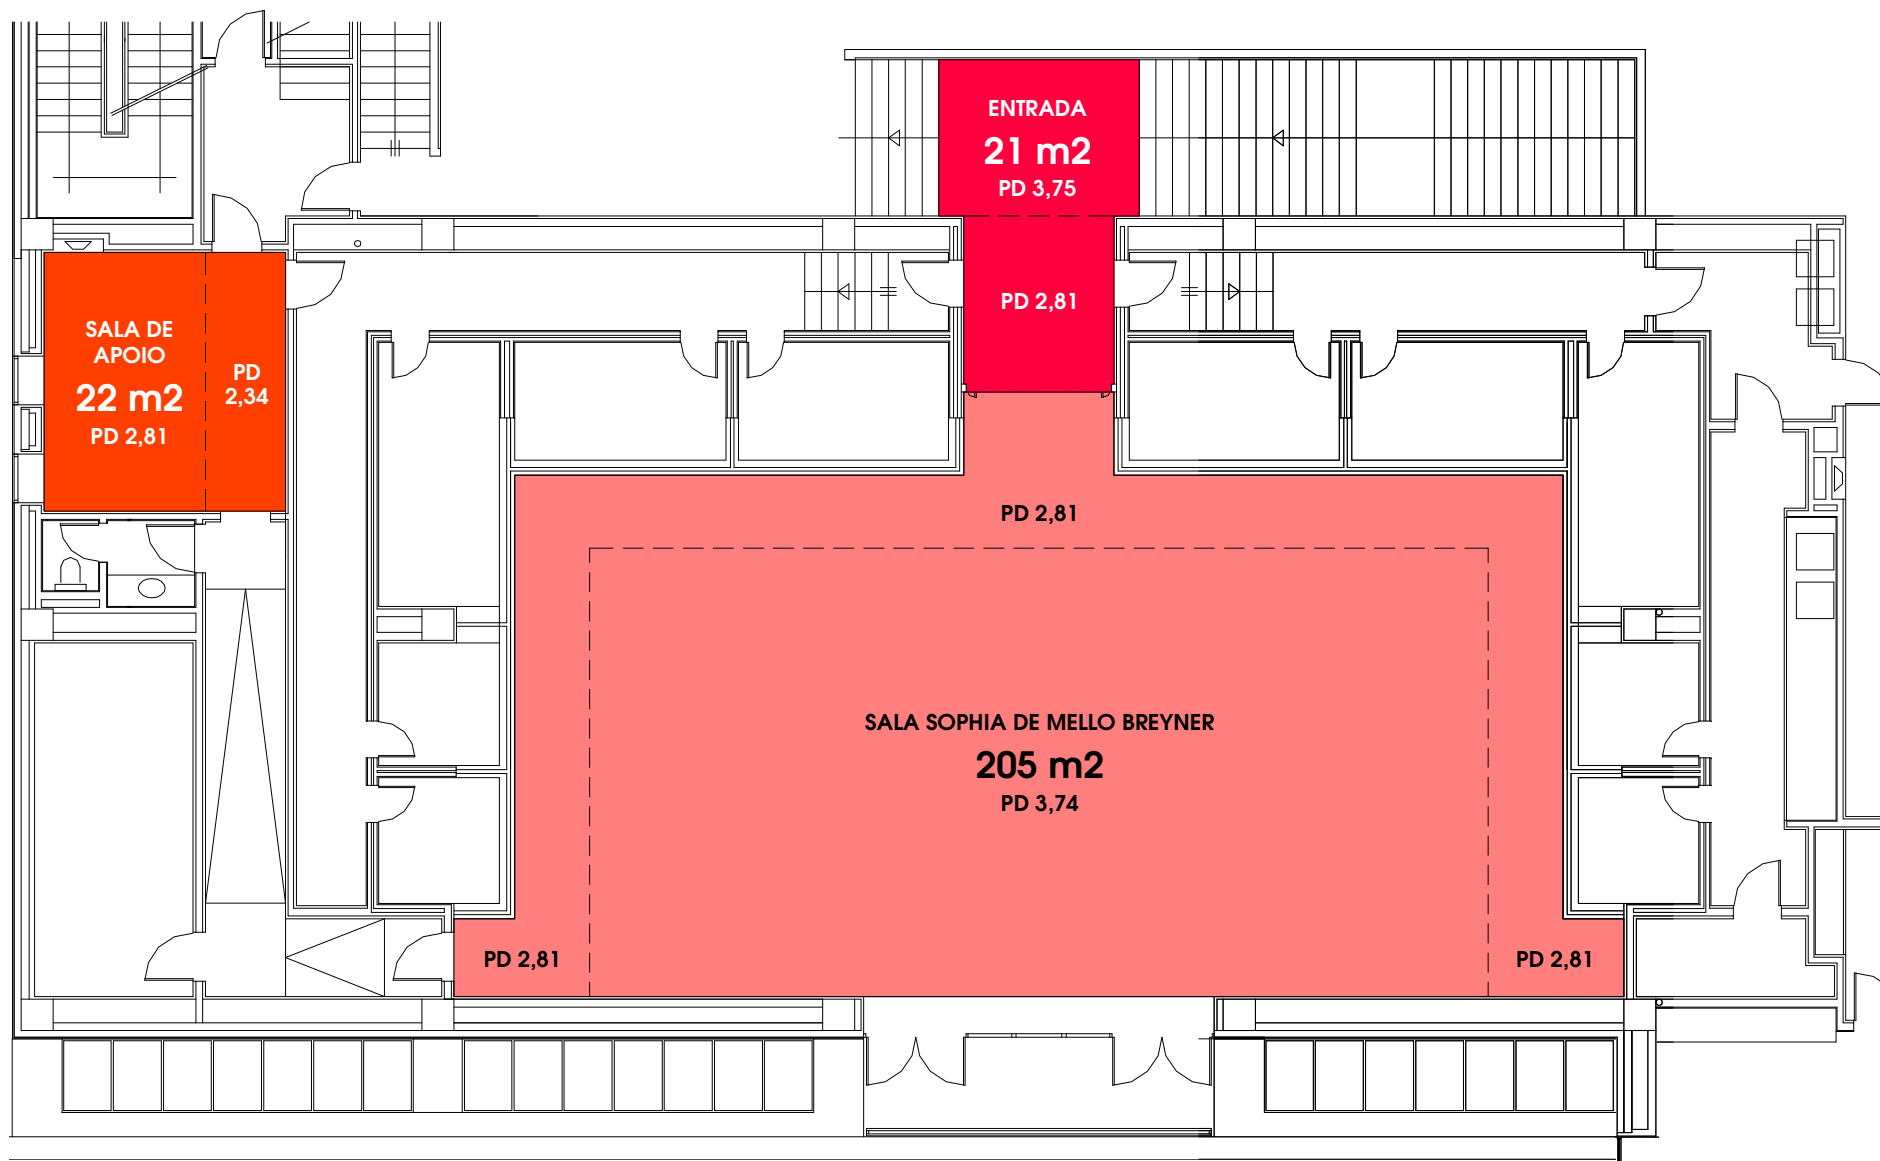 ENTRADA
21 m2
PD 3,75
PD 2,81
SALA DE
APOIO
22 m2
PD 2,81
PD
2,34
PD 2,81
SALA SOPHIA DE MELLO BREYNER
205 m2
PD 3,74
PD 2,81
PD 2,81